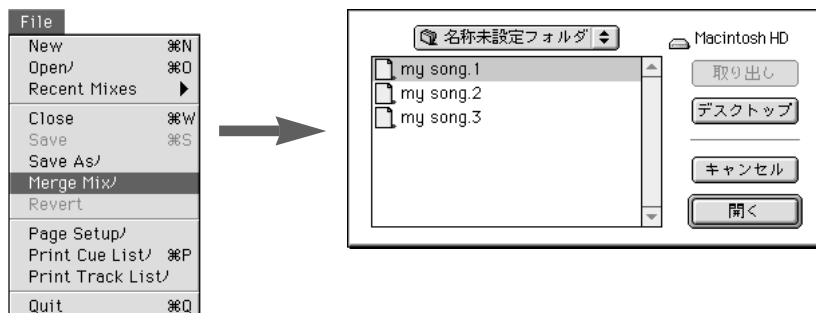 File
New ⌘N
Open⁄ ⌘O
Recent Mixes ▶
Close ⌘W
Save ⌘S
Save As⁄
Merge Mix⁄
Revert
Page Setup⁄
Print Cue List⁄ ⌘P
Print Track List⁄
Quit ⌘Q
名称未設定フォルダ
my song.1
my song.2
my song.3
Macintosh HD
取り出し
デスクトップ
キャンセル
開く